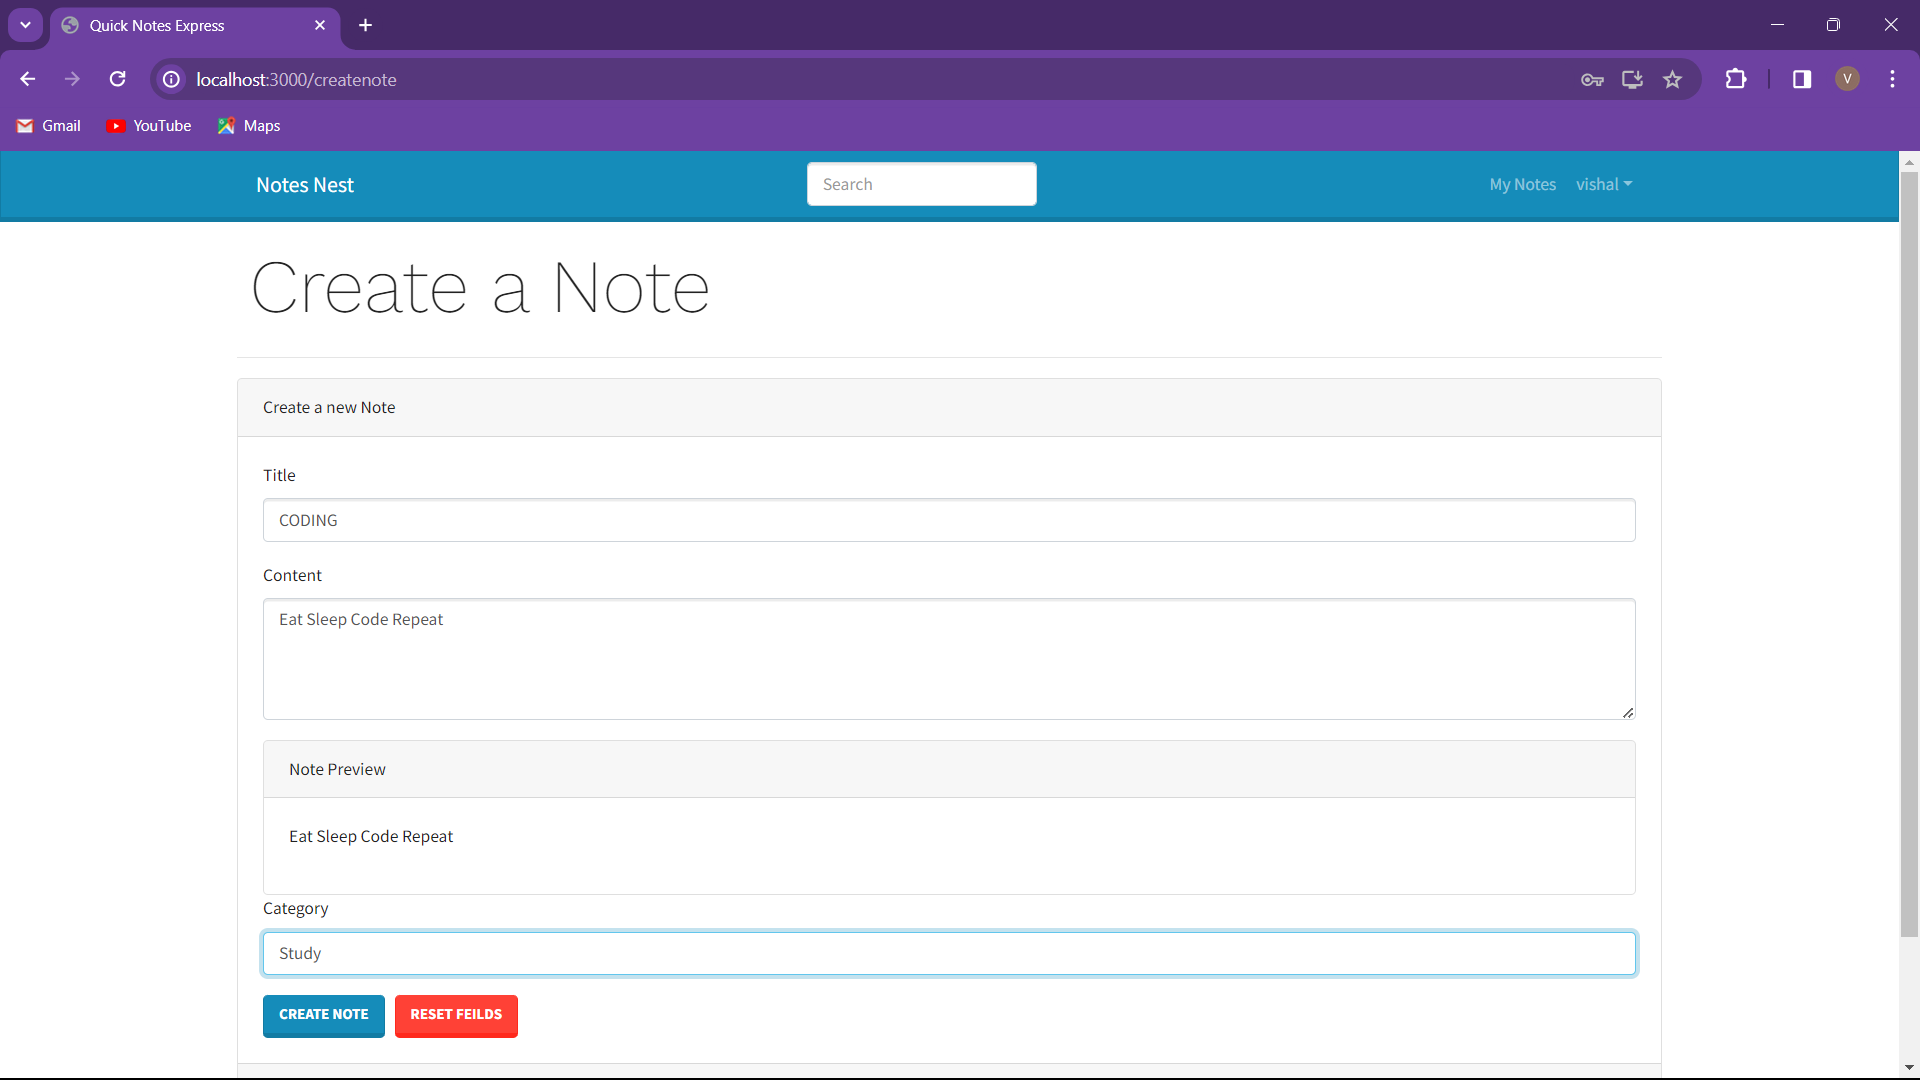 Quick Notes Express
localhost:3000/createnote
V
Gmail YouTube Maps
Notes Nest Search My Notes vishal
Create a Note
Create a new Note
Title
CODING
Content
Eat Sleep Code Repeat
Note Preview
Eat Sleep Code Repeat
Category
Study
CREATE NOTE RESET FEILDS